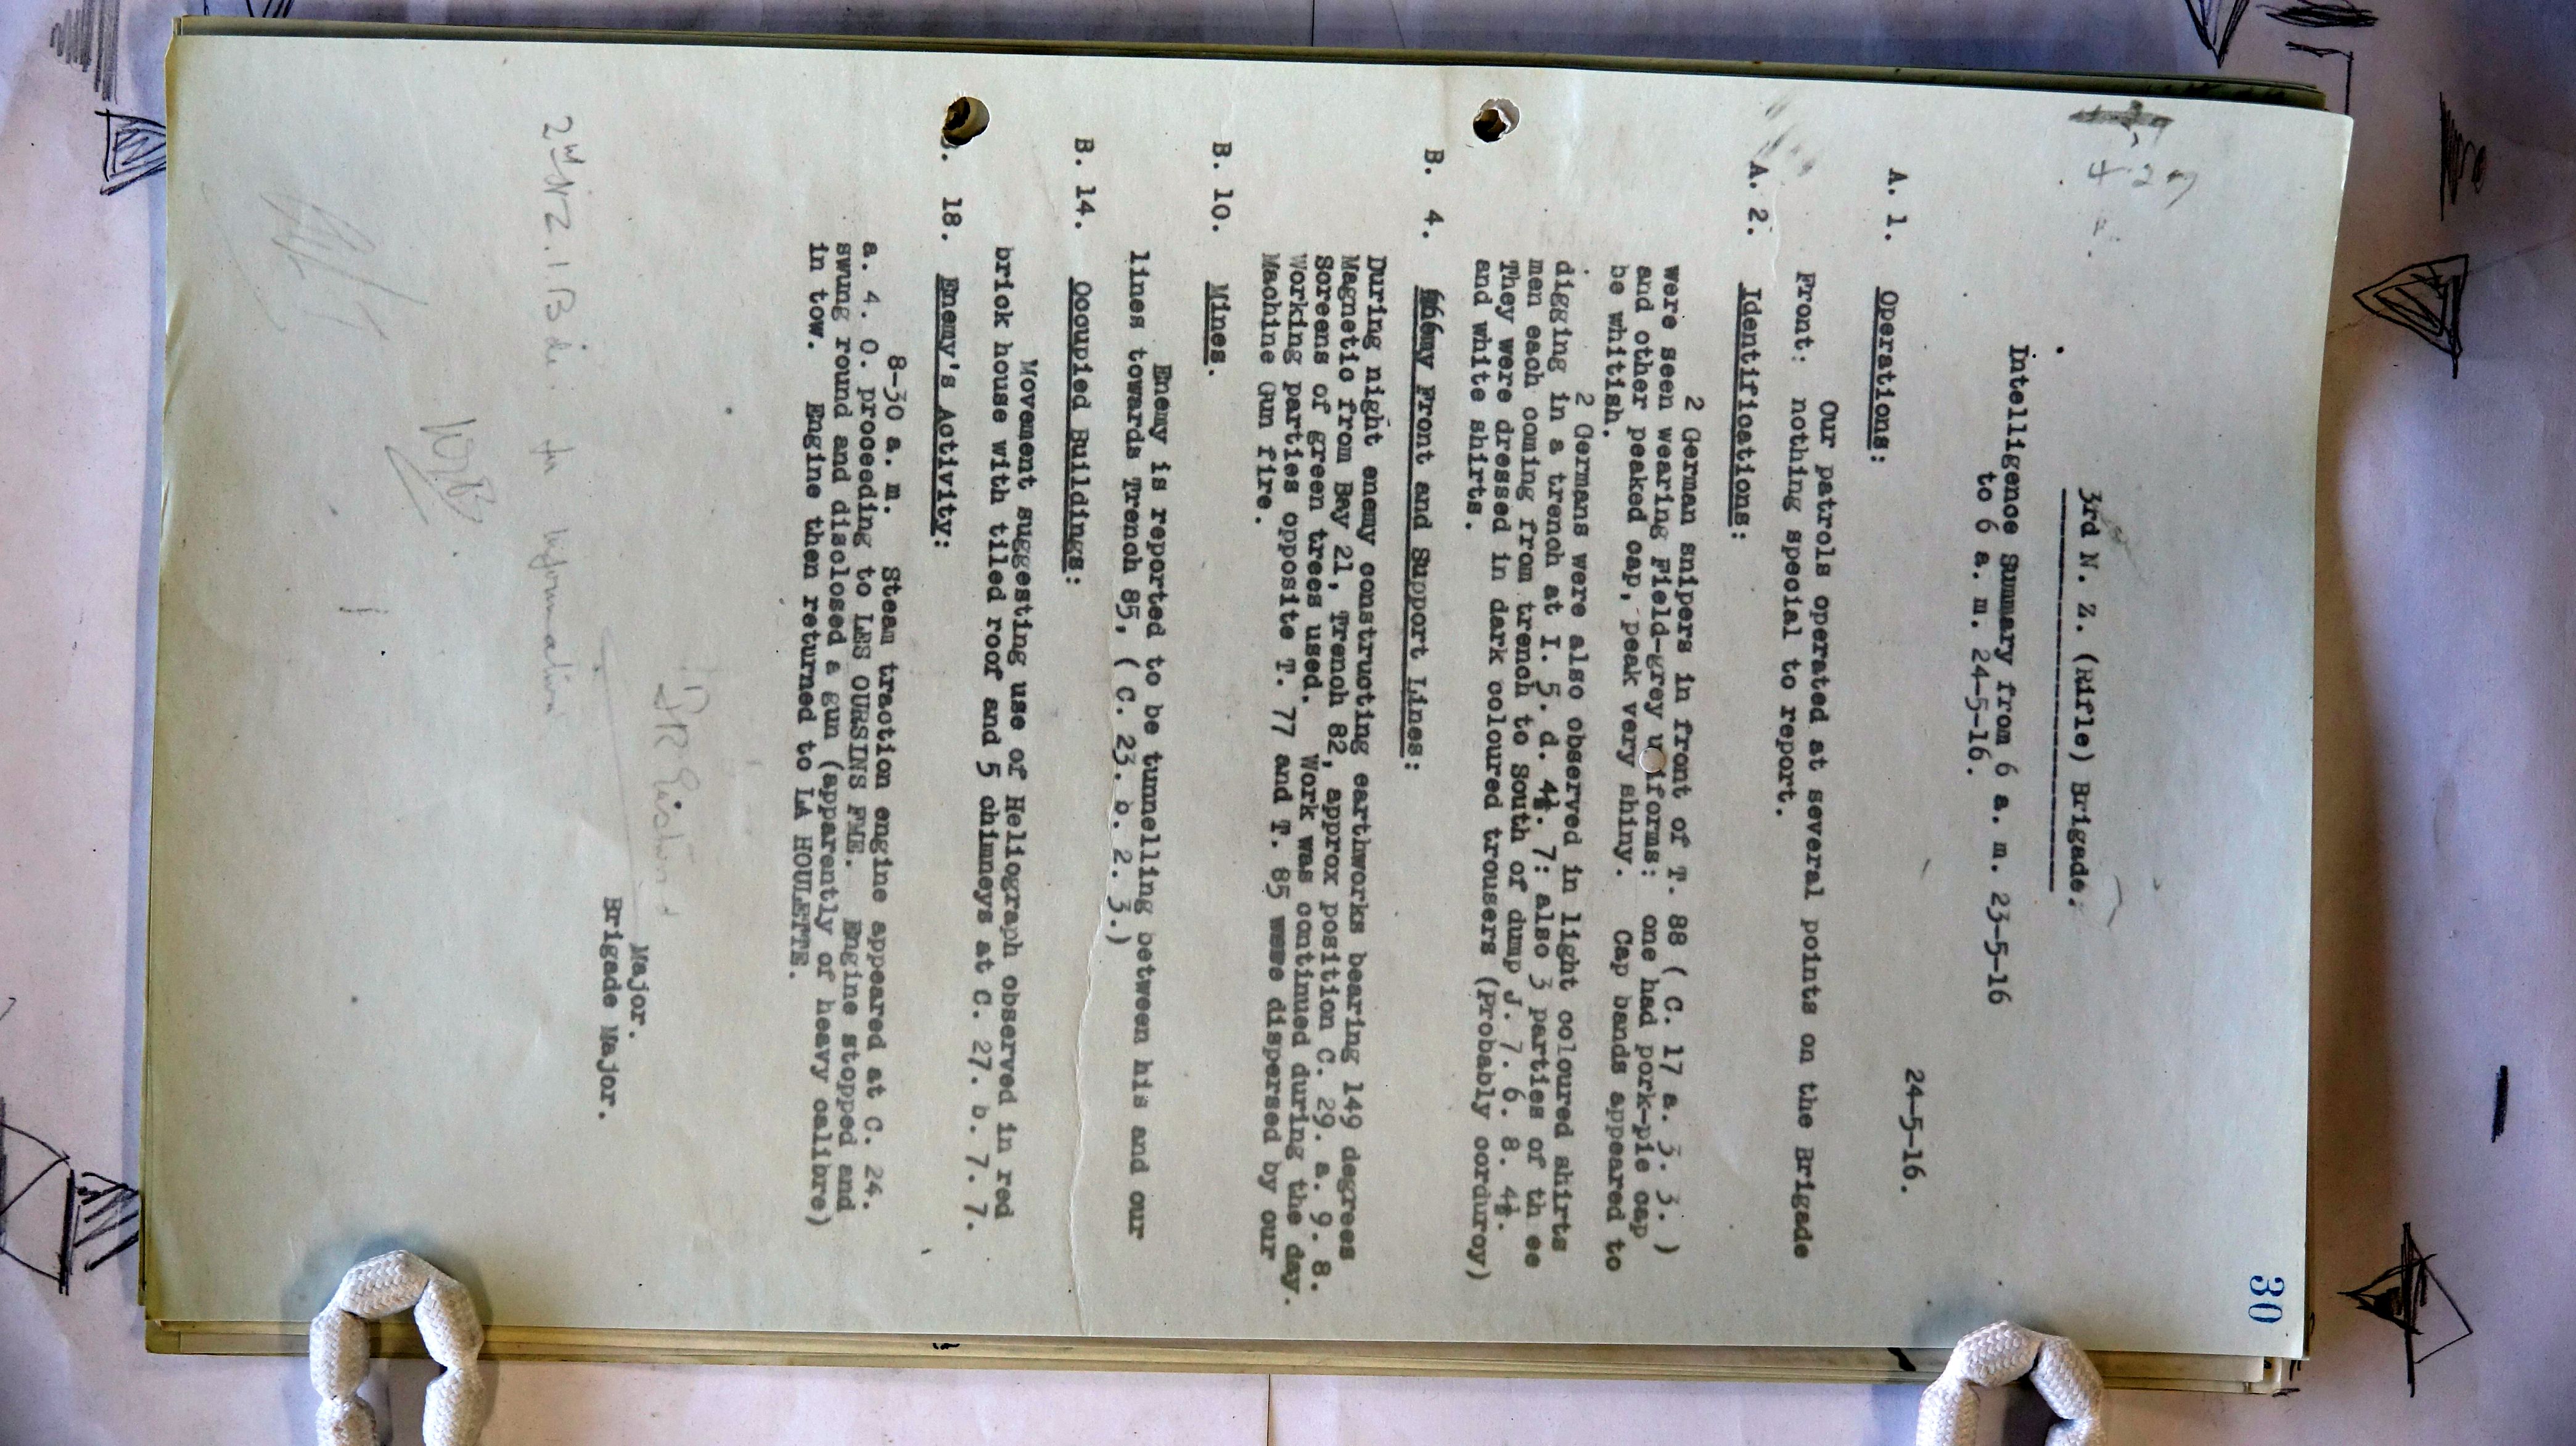 30
3rd N. Z. (Rifle) Brigade:
Intelligence Summary from 6 a. m. 23-5-16
to 6 a. m. 24-5-16.
24-5-16.
A. 1. Operations:
Our patrols operated at several points on the Brigade
Front: nothing special to report.
A. 2. Identifications:
2 German snipers in front of T. 88 ( C. 17 a. 3. 3. )
were seen wearing Field-grey u iforms: one had pork-pie cap
and other peaked cap, peak very shiny. Cap bands appeared to
be whitish.
2 Germans were also observed in light coloured shirts
digging in a trench at I. 5. d. 4½. 7: also 3 parties of th ee
men each coming from trench to South of dump J. 7. 6. 8. 4½.
They were dressed in dark coloured trousers (Probably corduroy)
and white shirts.
B. 4. Enemy Front and Support Lines:
During night enemy constructing earthworks bearing 149 degrees
Magnetic from Bay 21, Trench 82, approx position C. 29. a. 9. 8.
Screens of green trees used. Work was continued during the day.
Working parties opposite T. 77 and T. 85 were dispersed by our
Machine Gun fire.
B. 10. Mines.
Enemy is reported to be tunnelling between his and our
lines towards Trench 85, ( C. 23. b. 2. 3.)
B. 14. Occupied Buildings:
Movement suggesting use of Heliograph observed in red
brick house with tiled roof and 5 chimneys at C. 27. b. 7. 7.
B. 18. Enemy's Activity:
8-30 a. m. Steam traction engine appeared at C. 24.
a. 4. 0. proceeding to LES OURSINS FME. Engine stopped and
swung round and disclosed a gun (apparently of heavy calibre)
in tow. Engine then returned to LA HOULETTE.
Major.
Brigade Major.
2nd NZ. I Bde. for information